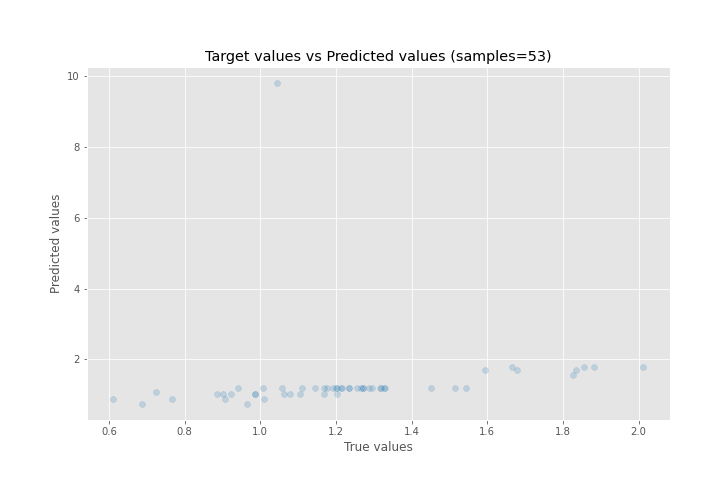 Target values vs Predicted values (samples=53)
10
8
6
4
2
Predicted values
0.6 0.8 1.0 1.2 1.4 1.6 1.8 2.0
True values